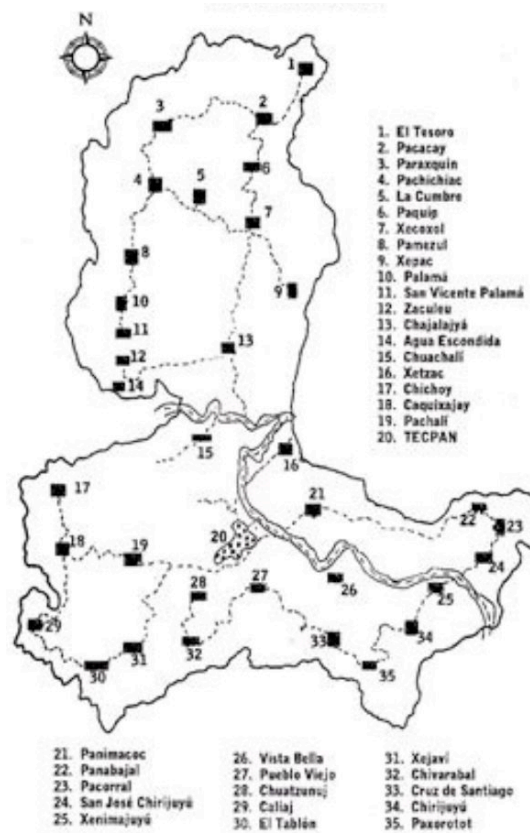 1
2
3
4
5
6
7
8
9
10
11
12
13
14
15
16
17
18
19
20
21
22
23
24
25
26
27
28
29
30
31
32
33
34
35
1. El Tesoro
2. Pacacay
3. Paraxquin
4. Pachichiac
5. La Cumbre
6. Paquip
7. Xecoxol
8. Pamezul
9. Xepac
10. Palamá
11. San Vicente Palamá
12. Zaculeu
13. Chajalajyá
14. Agua Escondida
15. Chuachalí
16. Xetzac
17. Chichoy
18. Caquixajay
19. Pachalí
20. TECPAN
21. Panimacoc
22. Panabajal
23. Pacorral
24. San José Chirijuyú
25. Xenimajuyú
26. Vista Bella
27. Pueblo Viejo
28. Chuatzunuj
29. Caliaj
30. El Tablón
31. Xejaví
32. Chivarabal
33. Cruz de Santiago
34. Chirijuyú
35. Paxorotot